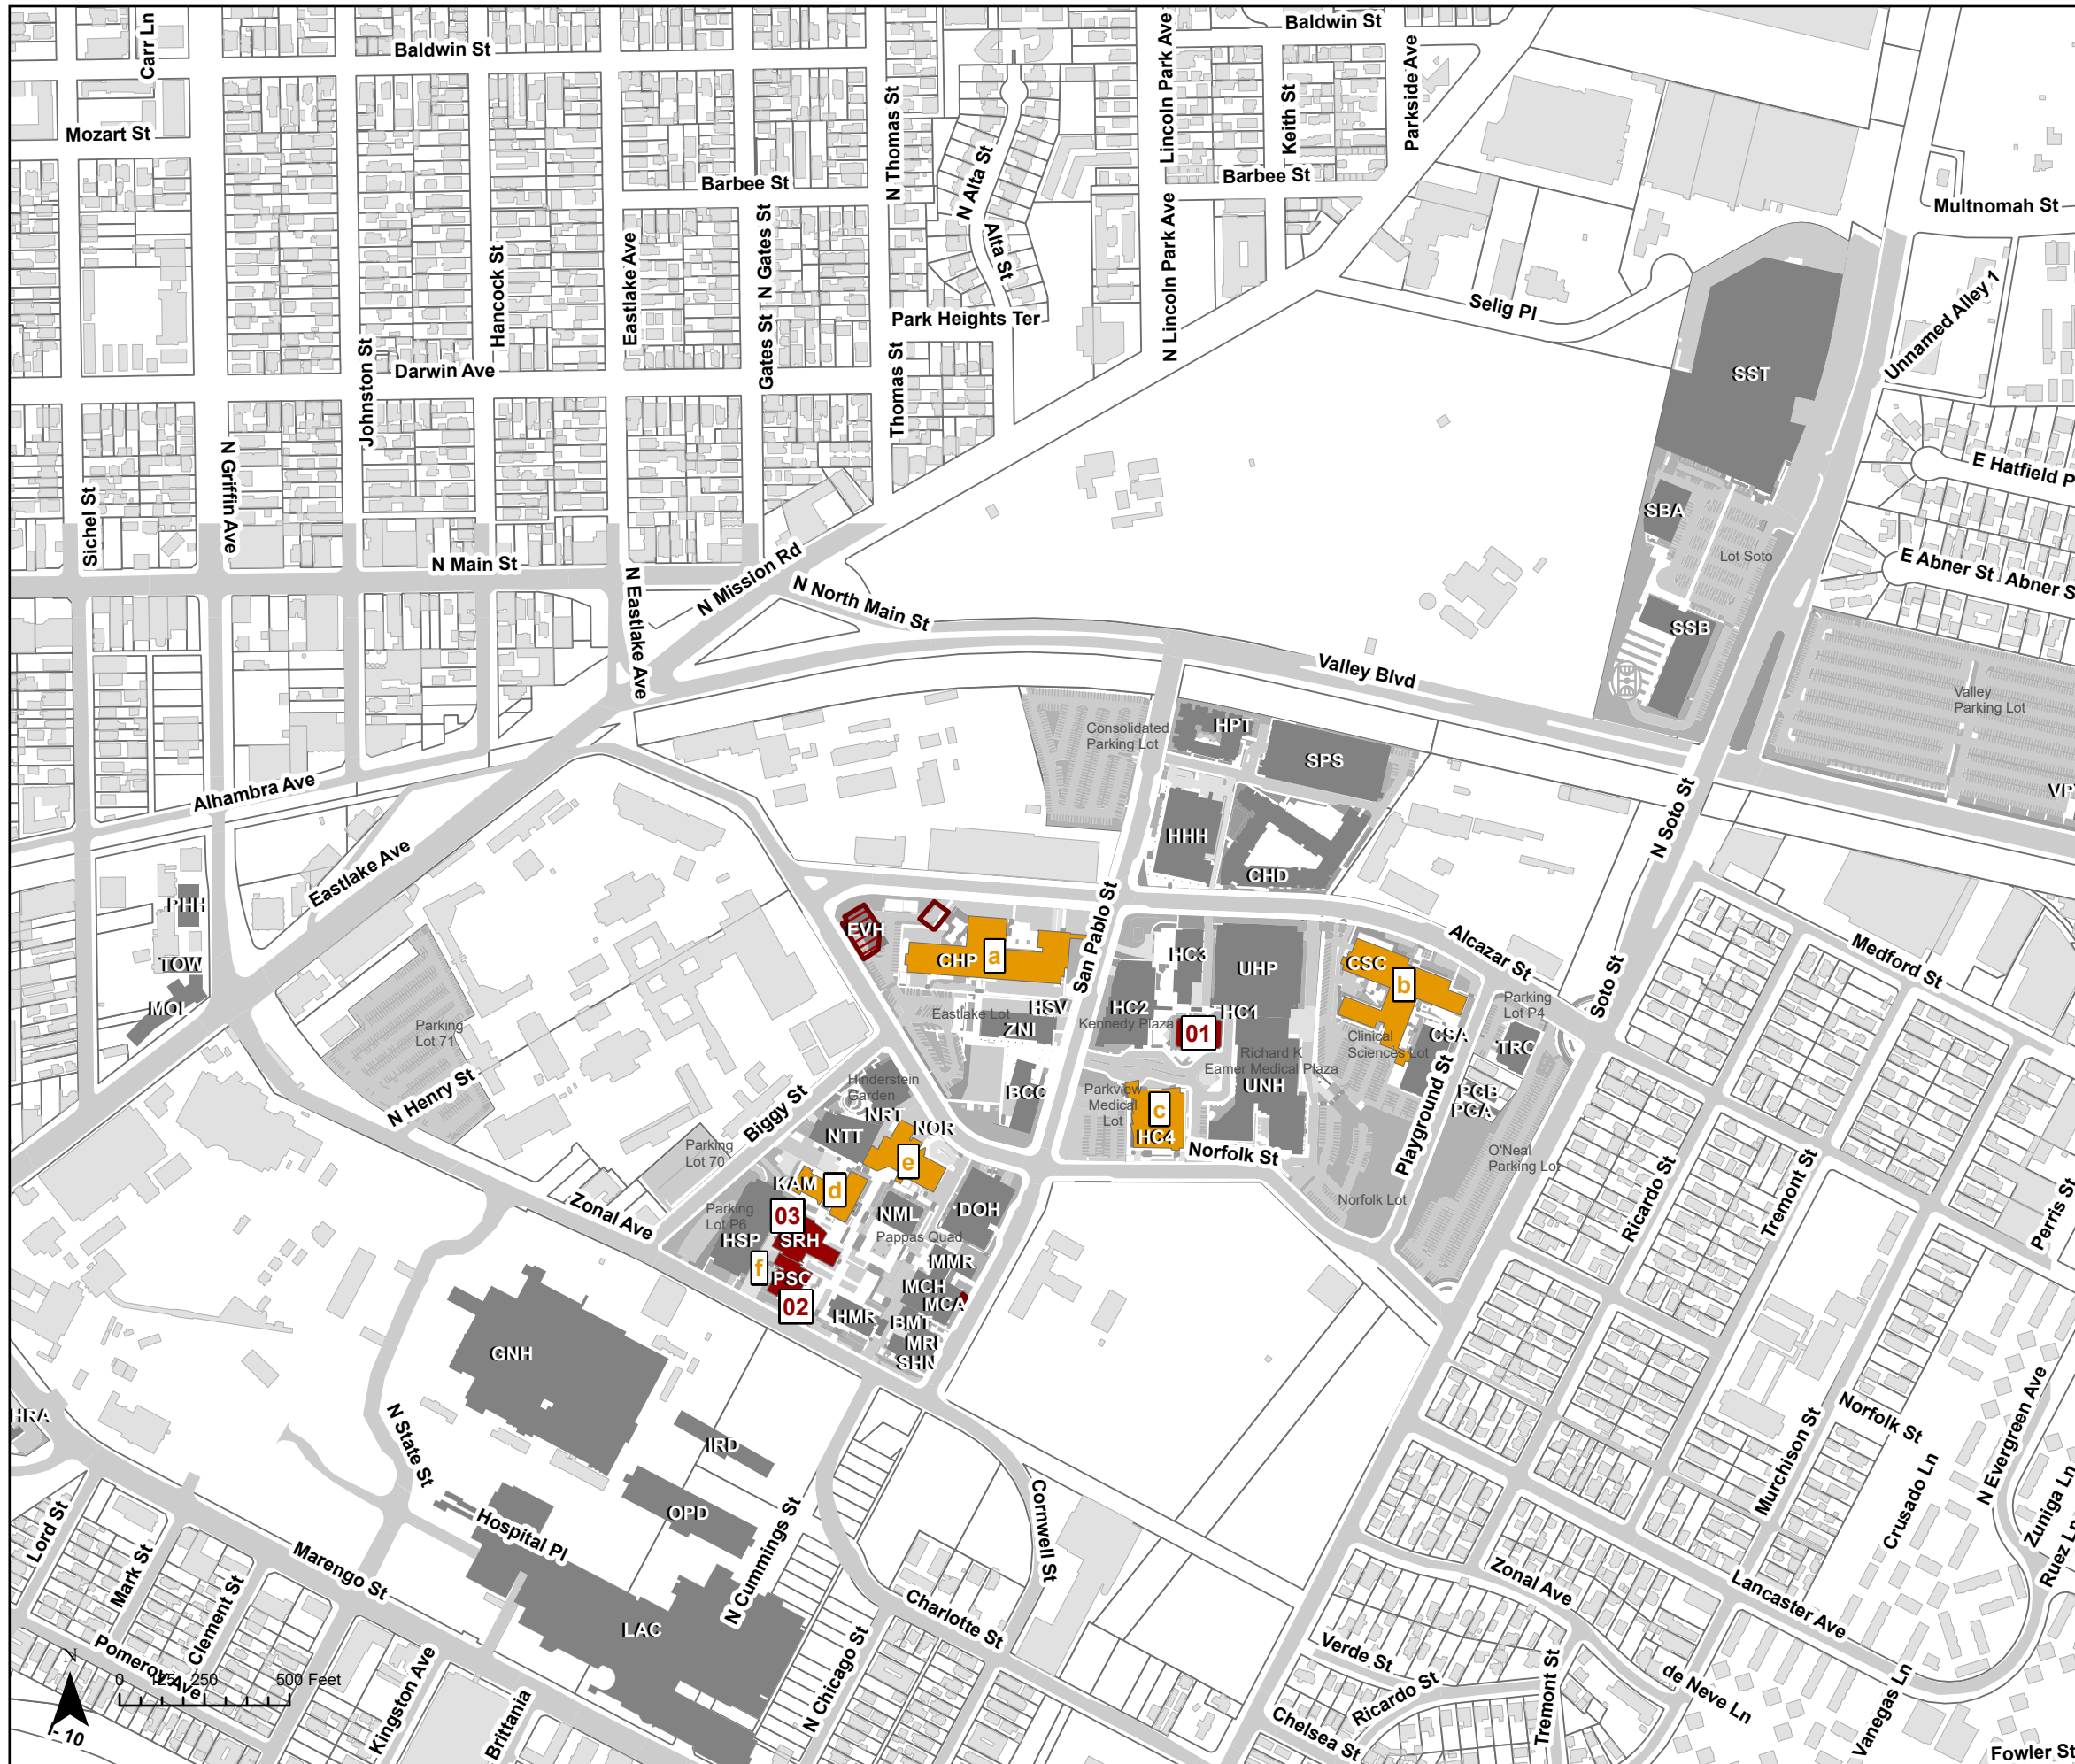 Carr Ln
Baldwin St
Baldwin St
Mozart St
N Thomas St
N Alta St
Alta St
N Lincoln Park Ave
Keith St
Parkside Ave
Barbee St
Barbee St
Multnomah St
Hancock St
Eastlake Ave
N Gates St
Gates St
Park Heights Ter
N Lincoln Park Ave
Selig Pl
Unnamed Alley 1
Johnston St
Darwin Ave
Thomas St
SST
N Griffin Ave
Sichel St
E Hatfield P
SBA
Lot Soto
N Main St
N Eastlake Ave
N Mission Rd
N North Main St
E Abner St
Abner S
SSB
Valley Blvd
Valley
Parking Lot
Consolidated
Parking Lot
HPT
SPS
VP
Alhambra Ave
N Soto St
HHH
CHD
Eastlake Ave
PHH
TOW
MOL
EVH
CHP
a
San Pablo St
HC3
UHP
CSC
b
Alcazar St
Medford St
Soto St
Parking
Lot P4
Parking
Lot 71
Eastlake Lot
HSV
ZNI
HC2
Kennedy Plaza
HC1
01
Clinical
Sciences Lot
CSA
TRC
Richard K
Eamer Medical Plaza
UNH
Hinderstein
Garden
BCC
Parkview
Medical
Lot
c
HC4
PGB
PGA
N Henry St
Biggy St
NRT
NOR
NTT
e
Norfolk St
Playground St
O'Neal
Parking Lot
Parking
Lot 70
KAM
d
Norfolk Lot
Ricardo St
Tremont St
Perris St
Zonal Ave
Parking
Lot P6
03
NML
DOH
Pappas Quad
HSP
SRH
f
PSC
MMR
MCH
MCA
02
HMR
BMT
MRI
SHN
GNH
HRA
N State St
IRD
OPD
Norfolk St
Murchison St
N Evergreen Ave
Crusado Ln
Zuniga Ln
Ruez Ln
Lord St
Mark St
Clement St
Hospital Pl
Marengo St
N Cummings St
Cornwell St
LAC
Charlotte St
Zonal Ave
Lancaster Ave
Pomeroy Ave
N Chicago St
Verde St
Ricardo St
Tremont St
de Neve Ln
Vanegas Ln
Kingston Ave
Brittania
Chelsea St
Fowler St
N
0 125 250 500 Feet
- 10